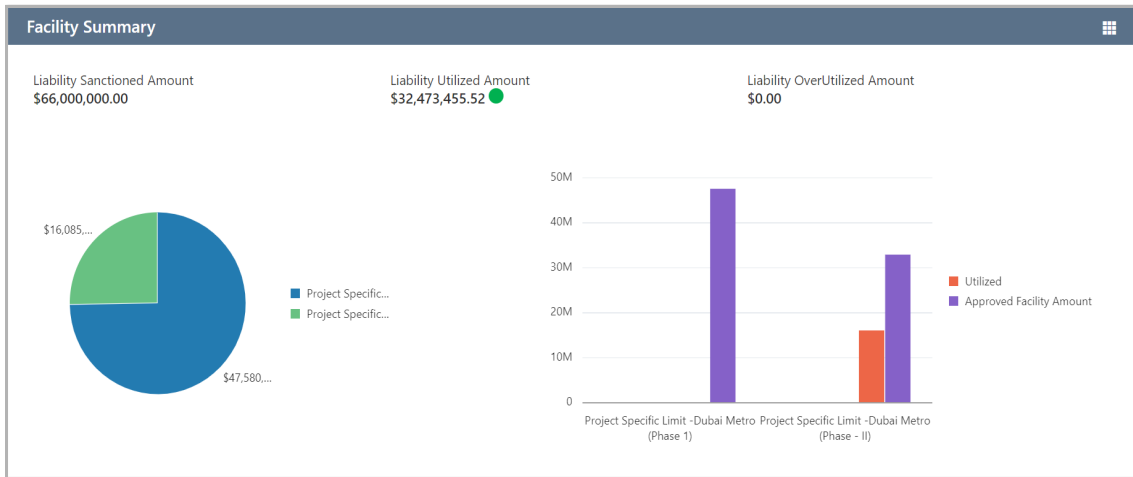 Facility Summary
Liability Sanctioned Amount
$66,000,000.00
Liability Utilized Amount
$32,473,455.52
Liability OverUtilized Amount
$0.00
$16,085,...
$47,580,...
Project Specific...
Project Specific...
50M
40M
30M
20M
10M
0
Project Specific Limit -Dubai Metro
(Phase 1)
Project Specific Limit -Dubai Metro
(Phase - II)
Utilized
Approved Facility Amount